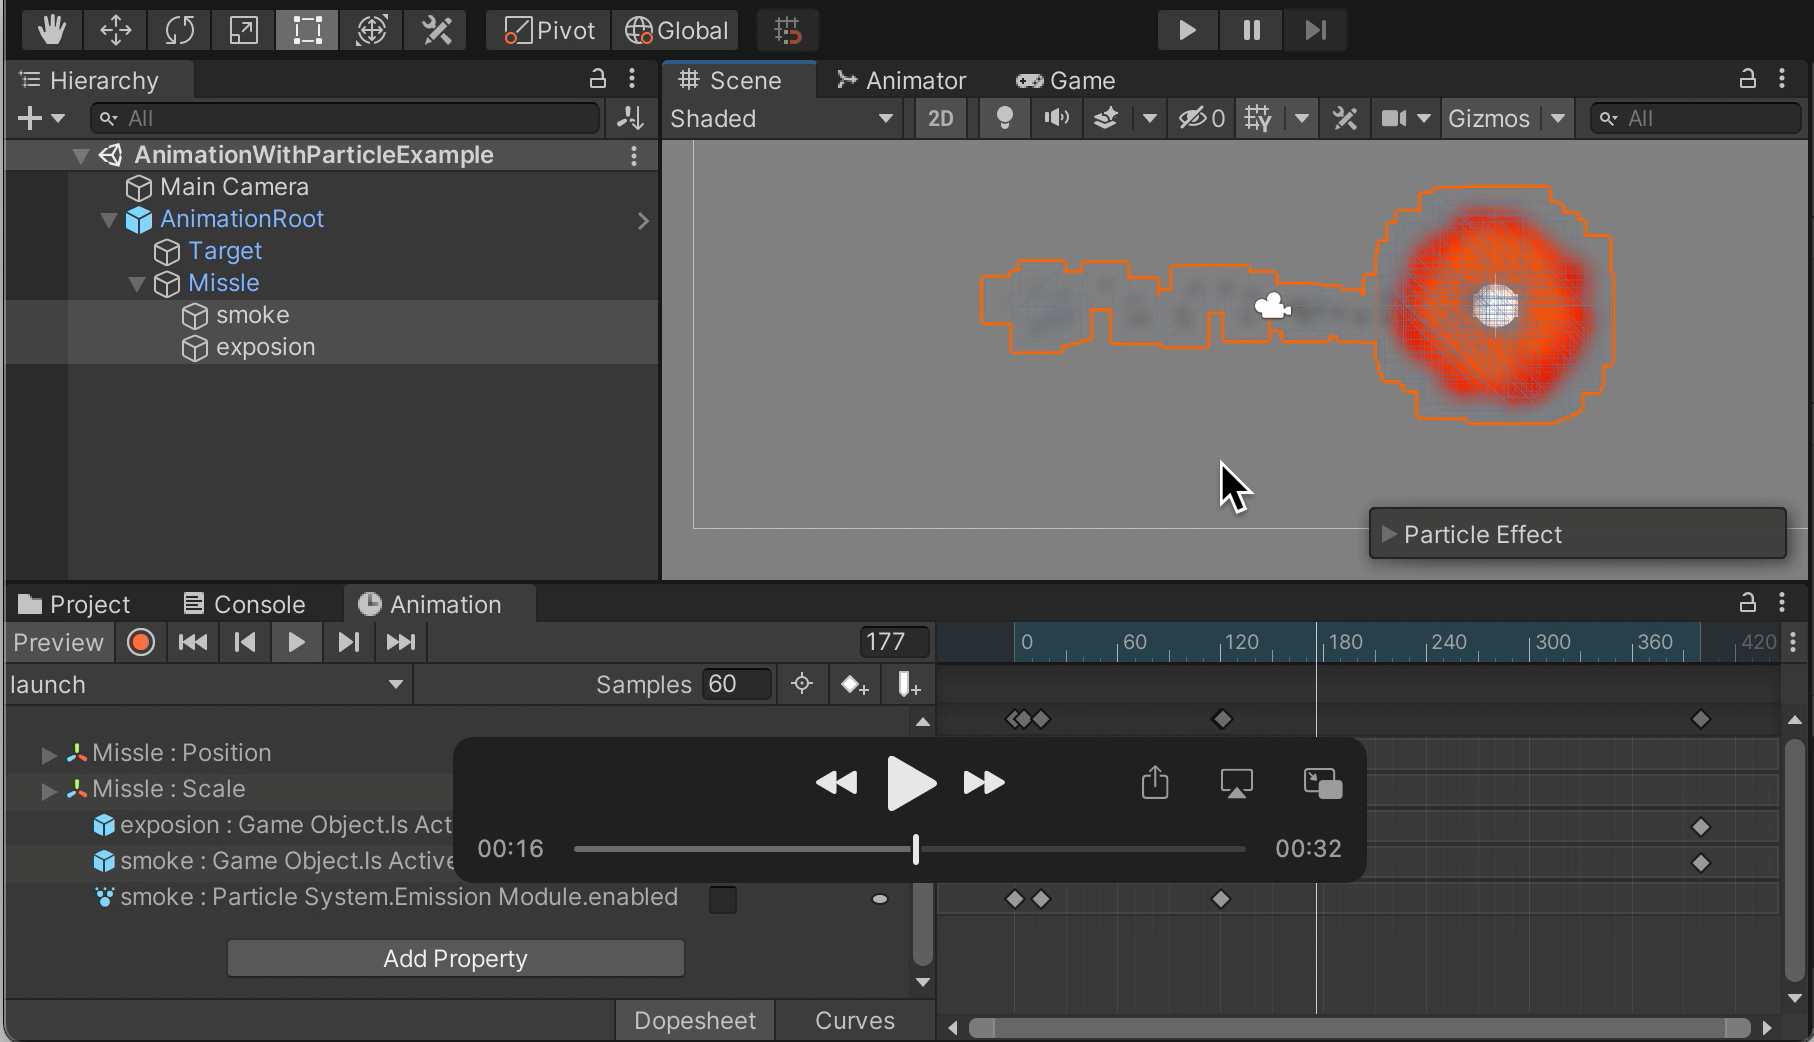 Pivot Global
Hierarchy
All
AnimationWithParticleExample
Main Camera
AnimationRoot
Target
Missle
smoke
exposion
Scene Animator Game
Shaded 2D 0 Gizmos All
Particle Effect
Project Console Animation
Preview 177
0 60 120 180 240 300 360 420
launch Samples 60
Missle : Position
Missle : Scale
exposion : Game Object.Is Act
smoke : Game Object.Is Active
smoke : Particle System.Emission Module.enabled
00:16 00:32
Add Property
Dopesheet Curves